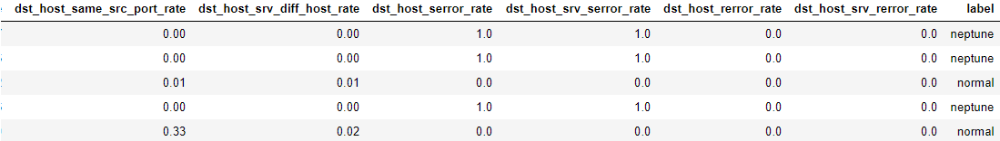 dst_host_same_src_port_rate dst_host_srv_diff_host_rate dst_host_serror_rate dst_host_srv_serror_rate dst_host_rerror_rate dst_host_srv_rerror_rate label
0.00 0.00 1.0 1.0 0.0 0.0 neptune
0.00 0.00 1.0 1.0 0.0 0.0 neptune
0.01 0.01 0.0 0.0 0.0 0.0 normal
0.00 0.00 1.0 1.0 0.0 0.0 neptune
0.33 0.02 0.0 0.0 0.0 0.0 normal